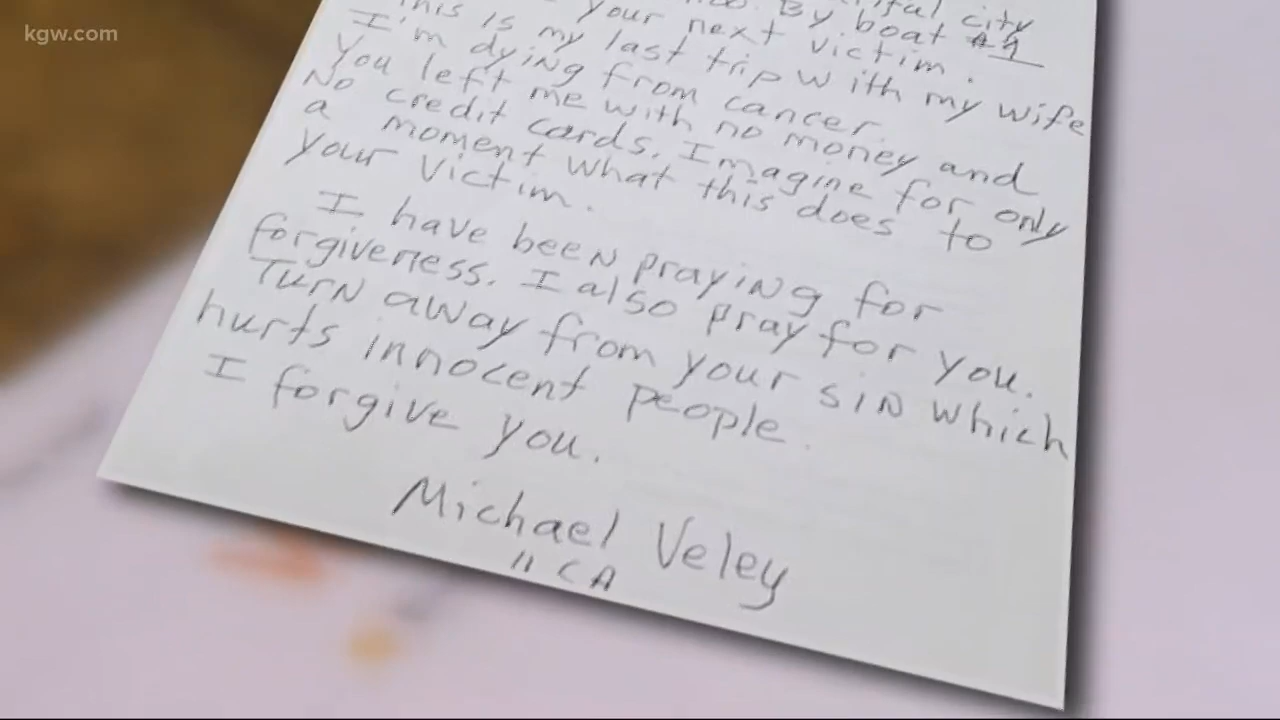 kgw.com
city
By boat #9
your next victim.
This is my last trip with my wife
I'm dying from cancer.
You left me with no money and
No credit cards. Imagine for only
a moment what this does to
your victim.
I have been praying for
forgiveness. I also pray for you.
Turn away from your sin which
hurts innocent people.
I forgive you.
Michael Veley
USA